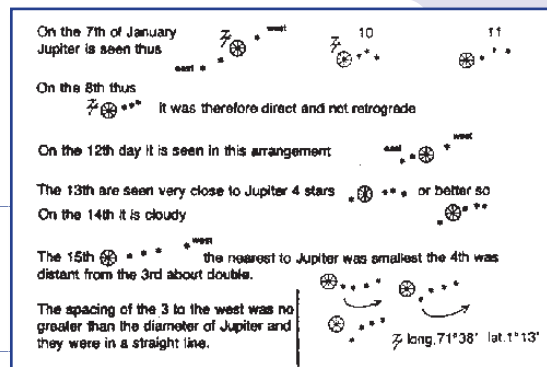 On the 7th of January
Jupiter is seen thus
east
west
10
11
On the 8th thus
it was therefore direct and not retrograde
On the 12th day it is seen in this arrangement
east
west
The 13th are seen very close to Jupiter 4 stars
or better so
On the 14th it is cloudy
The 15th
west
the nearest to Jupiter was smallest the 4th was
distant from the 3rd about double.
The spacing of the 3 to the west was no
greater than the diameter of Jupiter and
they were in a straight line.
long,71°38' lat.1°13'